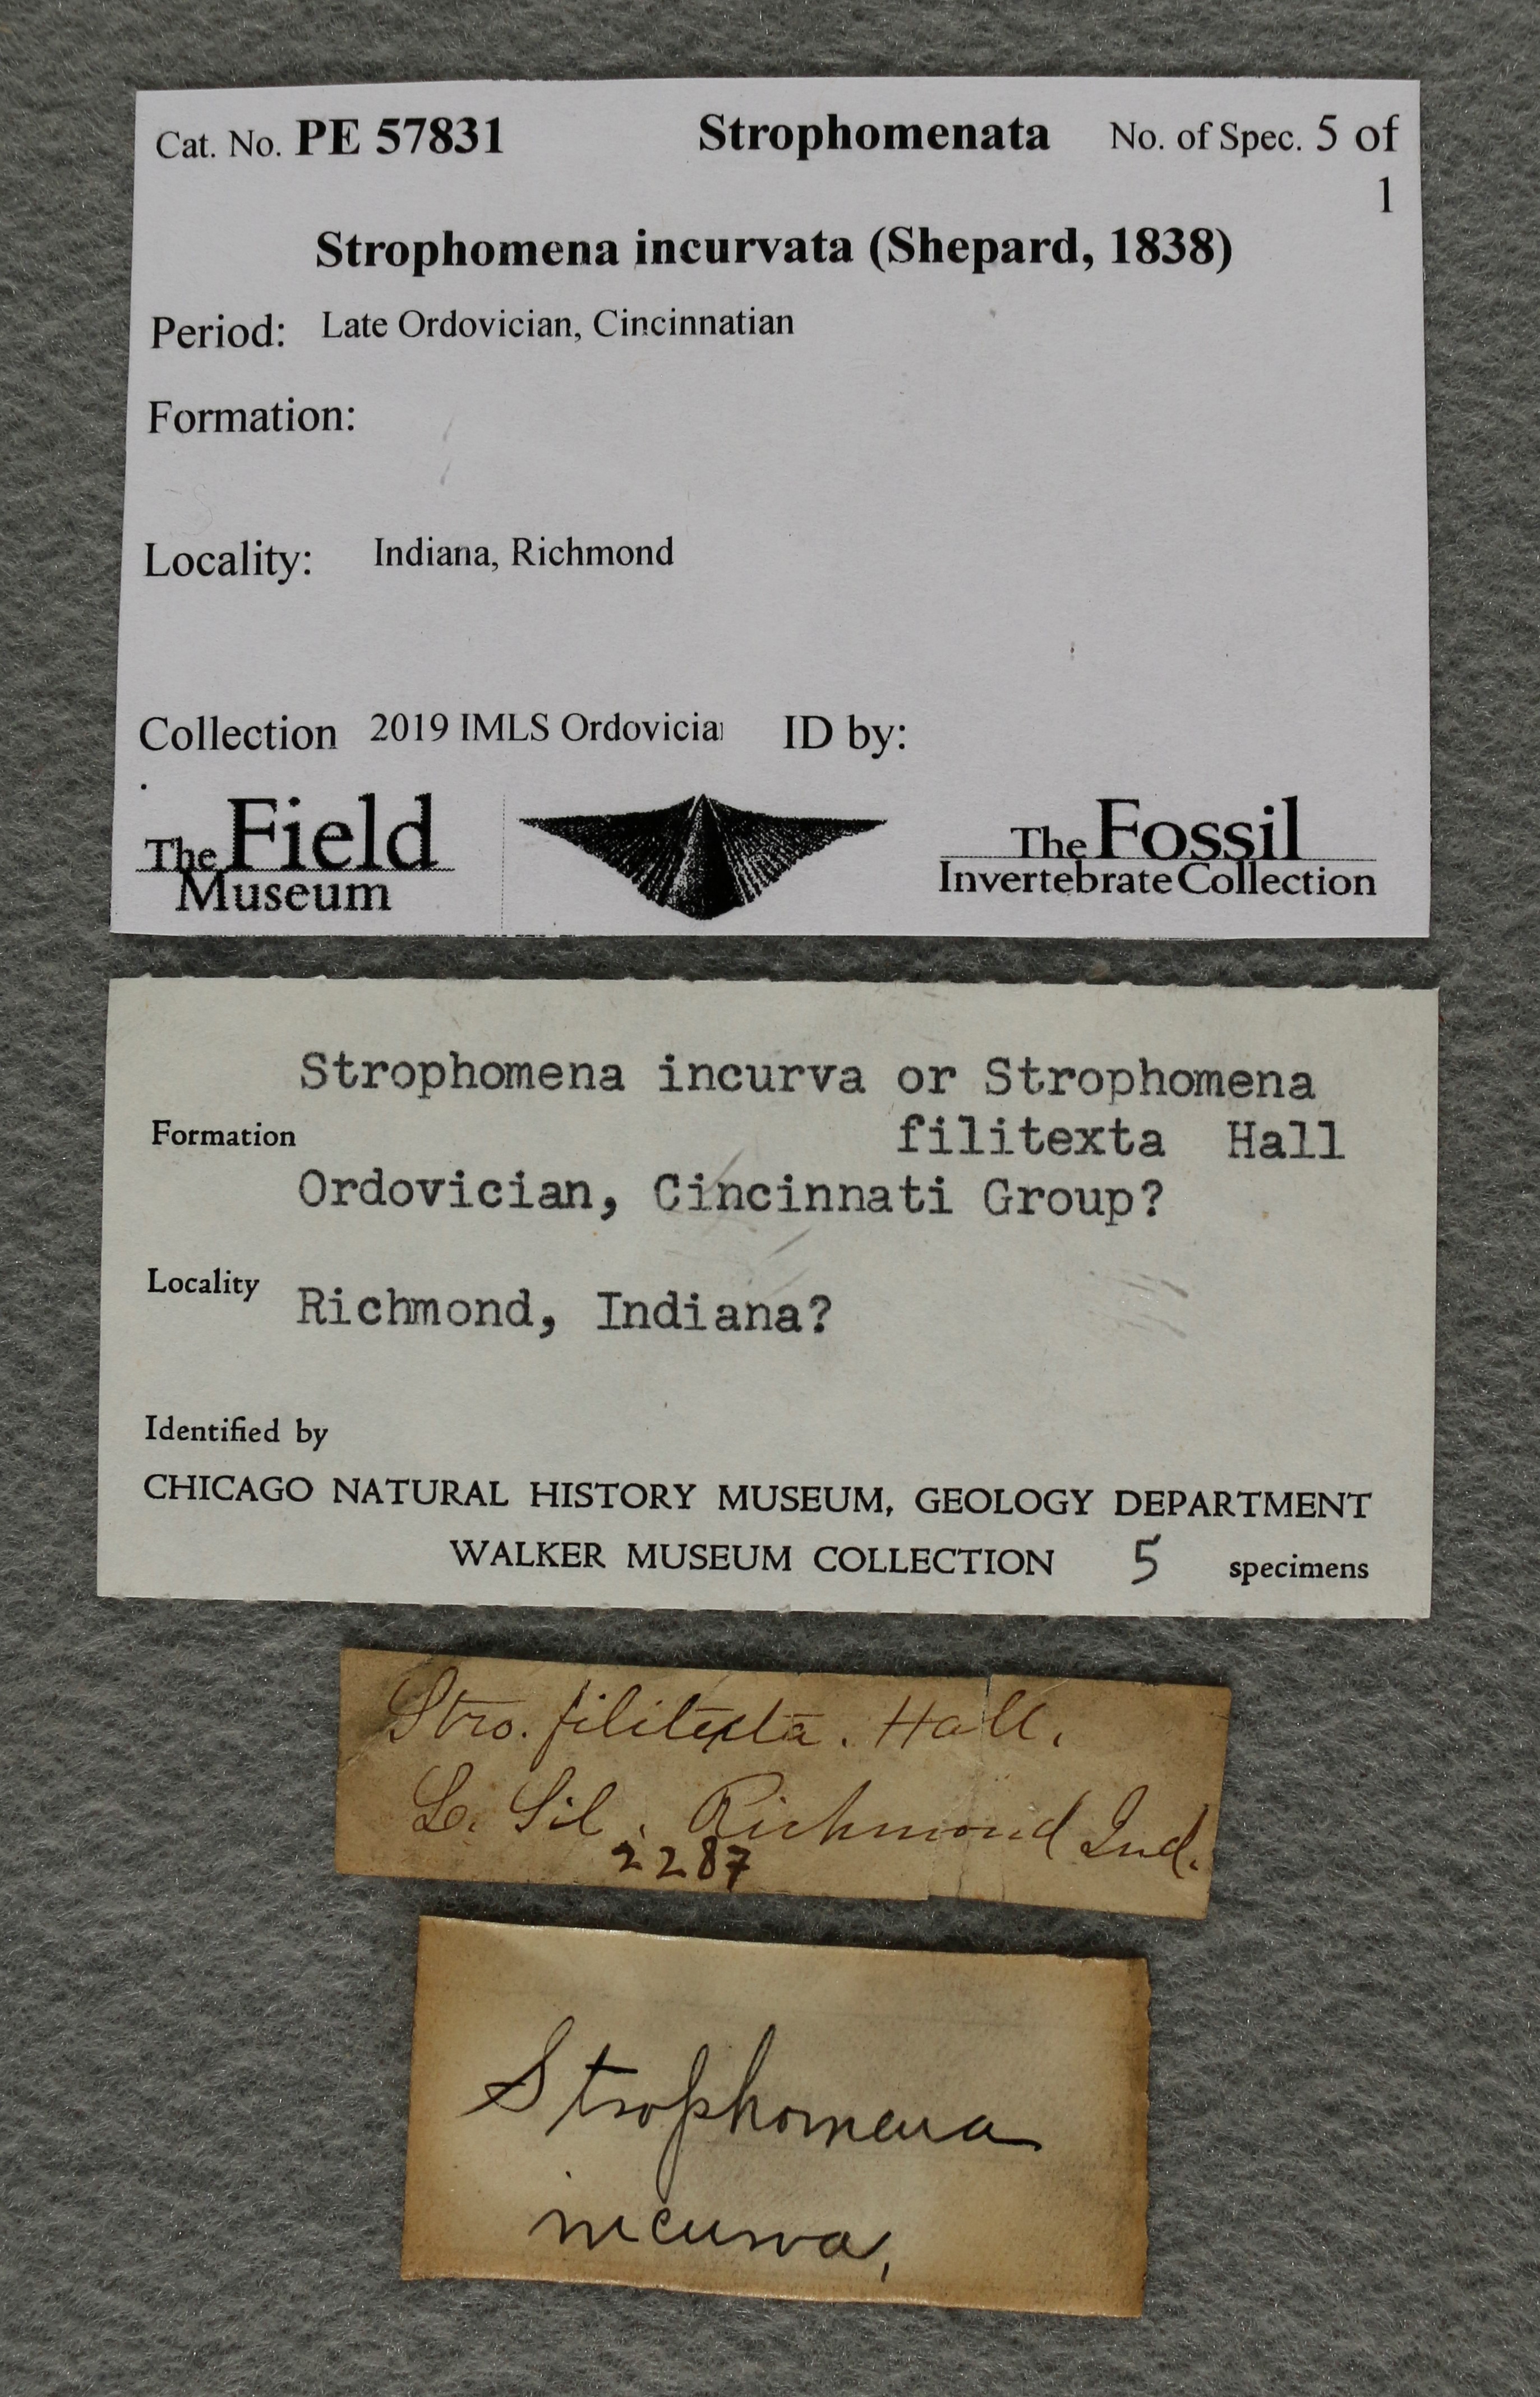 Cat. No. PE 57831 Strophomenata No. of Spec. 5 of
1
Strophomena incurvata (Shepard, 1838)
Period: Late Ordovician, Cincinnatian
Formation:
Locality: Indiana, Richmond
Collection 2019 IMLS Ordovician ID by:
The Field
Museum
The Fossil
Invertebrate Collection
Strophomena incurva or Strophomena
filitexta Hall
Formation
Ordovician, Cincinnati Group?
Locality Richmond, Indiana?
Identified by
CHICAGO NATURAL HISTORY MUSEUM, GEOLOGY DEPARTMENT
WALKER MUSEUM COLLECTION 5 specimens
Stro. filitexta. Hall.
Lo. Sil. Richmond Ind.
2287
Strophomena
incurva,